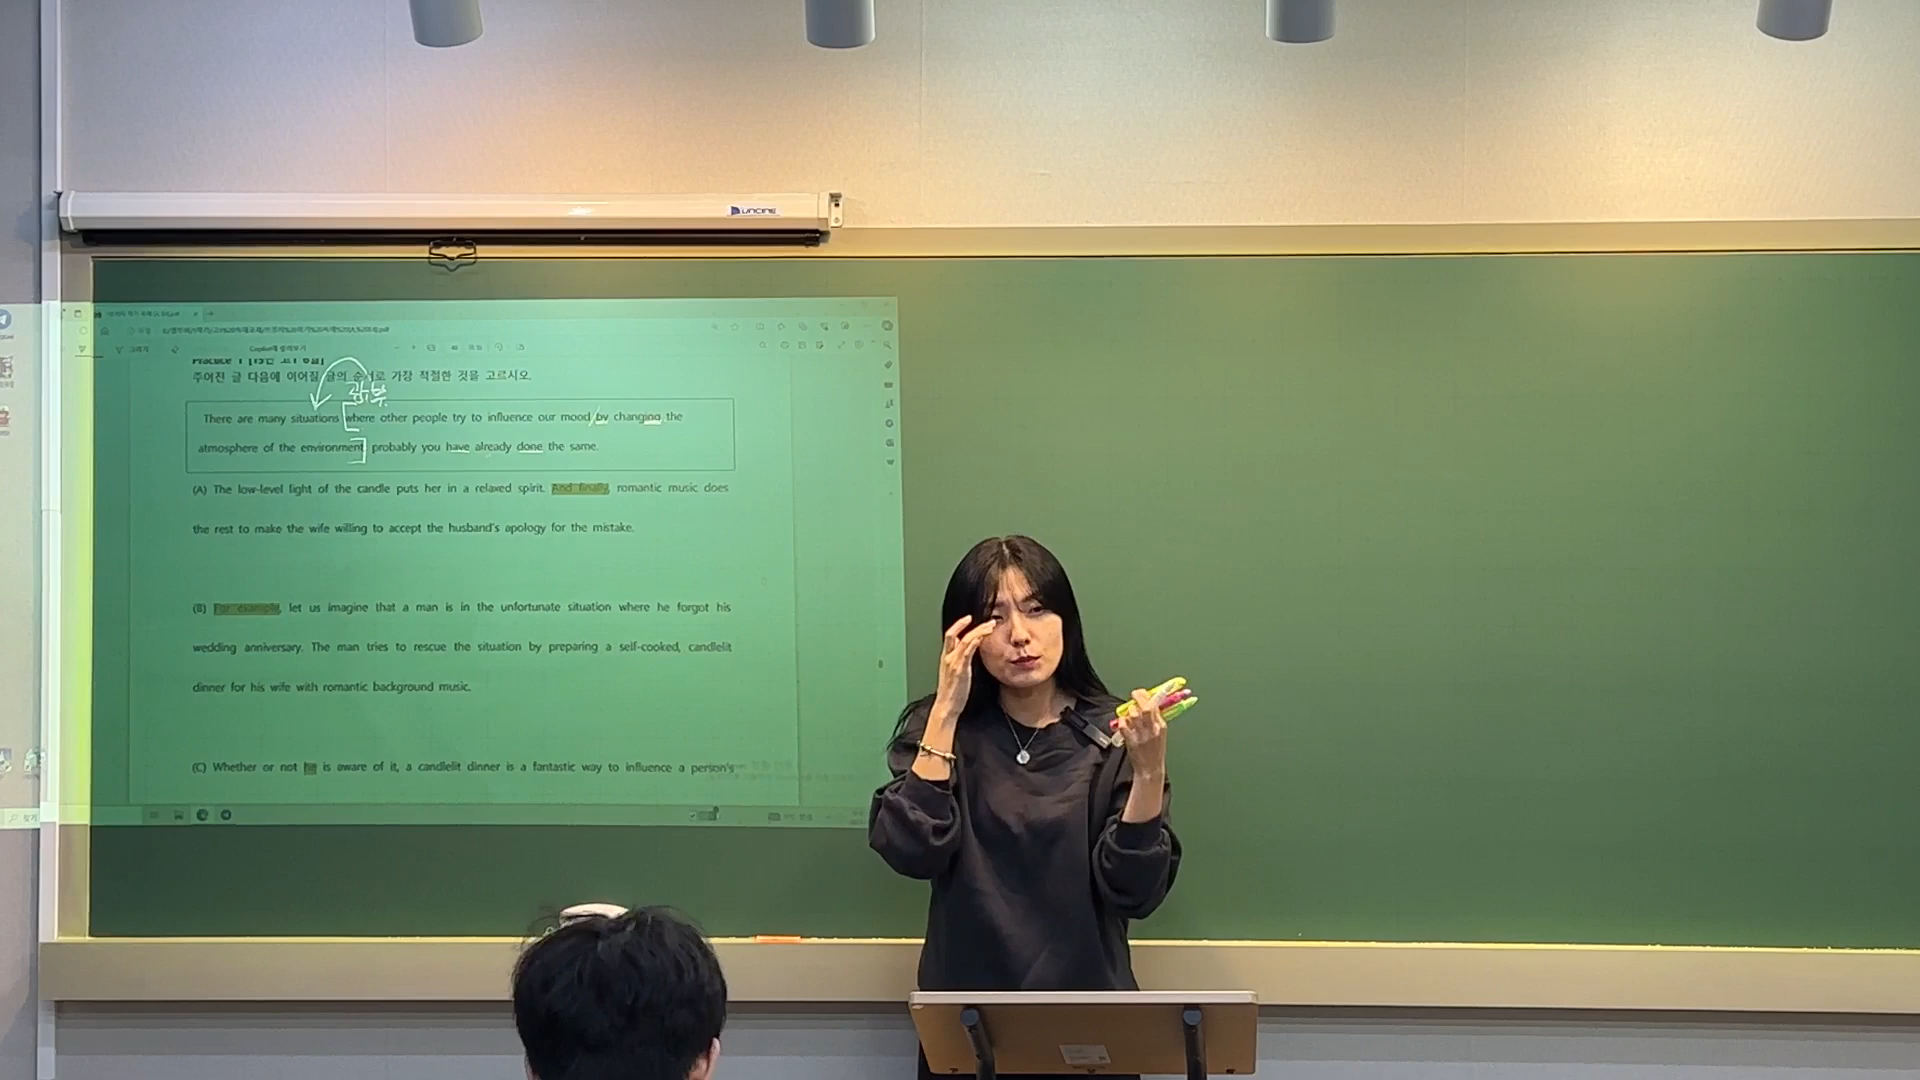 UNCINE
Practice 1
주어진 글 다음에 이어질 글의 순서로 가장 적절한 것을 고르시오.
관·부
There are many situations where other people try to influence our mood by changing the
atmosphere of the environment, probably you have already done the same.
(A) The low-level light of the candle puts her in a relaxed spirit. And finally, romantic music does
the rest to make the wife willing to accept the husband's apology for the mistake.
(B) For example, let us imagine that a man is in the unfortunate situation where he forgot his
wedding anniversary. The man tries to rescue the situation by preparing a self-cooked, candlelit
dinner for his wife with romantic background music.
(C) Whether or not he is aware of it, a candlelit dinner is a fantastic way to influence a person's